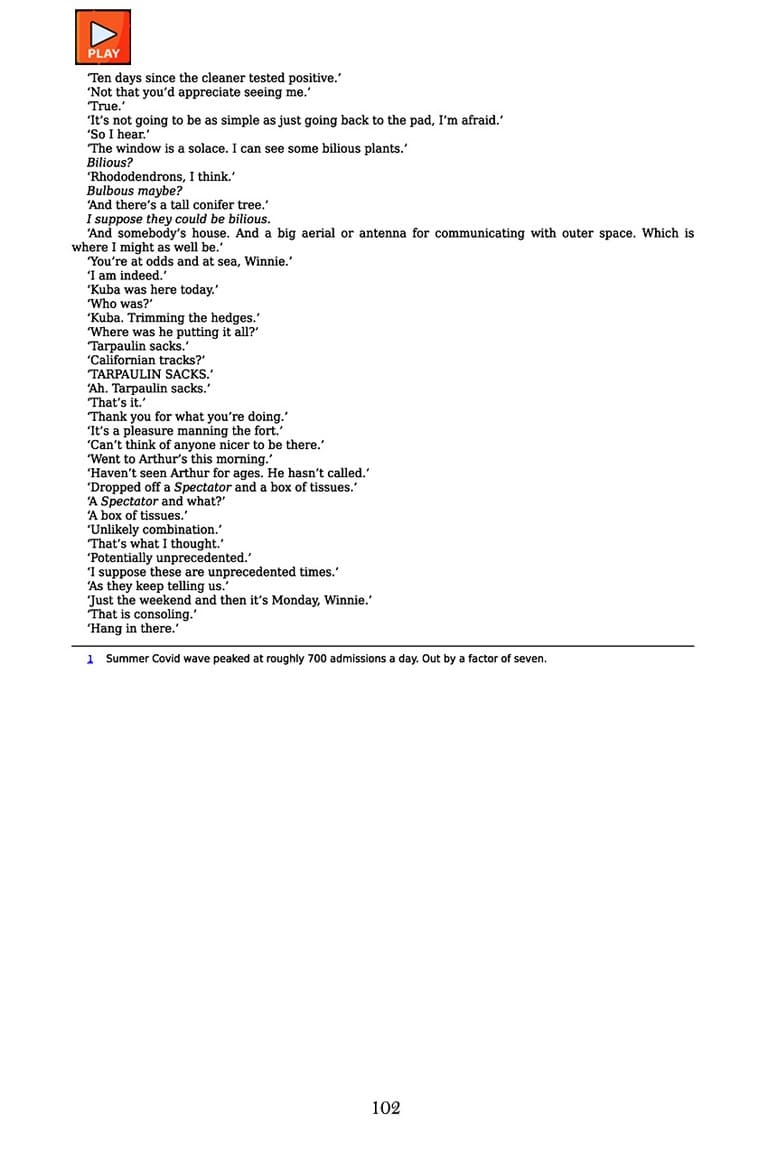 PLAY
‘Ten days since the cleaner tested positive.’
‘Not that you’d appreciate seeing me.’
‘True.’
‘It’s not going to be as simple as just going back to the pad, I’m afraid.’
‘So I hear.’
‘The window is a solace. I can see some bilious plants.’
Bilious?
‘Rhododendrons, I think.’
Bulbous maybe?
‘And there’s a tall conifer tree.’
I suppose they could be bilious.
‘And somebody’s house. And a big aerial or antenna for communicating with outer space. Which is
where I might as well be.’
‘You’re at odds and at sea, Winnie.’
‘I am indeed.’
‘Kuba was here today.’
‘Who was?’
‘Kuba. Trimming the hedges.’
‘Where was he putting it all?’
‘Tarpaulin sacks.’
‘Californian tracks?’
‘TARPAULIN SACKS.’
‘Ah. Tarpaulin sacks.’
‘That’s it.’
‘Thank you for what you’re doing.’
‘It’s a pleasure manning the fort.’
‘Can’t think of anyone nicer to be there.’
‘Went to Arthur’s this morning.’
‘Haven’t seen Arthur for ages. He hasn’t called.’
‘Dropped off a Spectator and a box of tissues.’
‘A Spectator and what?’
‘A box of tissues.’
‘Unlikely combination.’
‘That’s what I thought.’
‘Potentially unprecedented.’
‘I suppose these are unprecedented times.’
‘As they keep telling us.’
‘Just the weekend and then it’s Monday, Winnie.’
‘That is consoling.’
‘Hang in there.’
1 Summer Covid wave peaked at roughly 700 admissions a day. Out by a factor of seven.
102